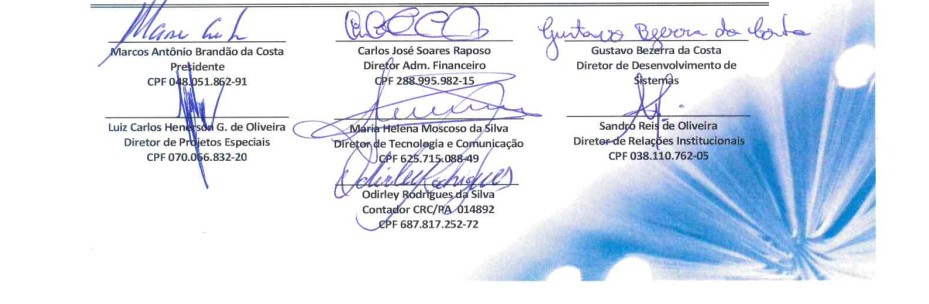 Gustavo Bezerra da Costa
Marcos Antônio Brandão da Costa
Presidente
CPF 048.051.862-91
Carlos José Soares Raposo
Diretor Adm. Financeiro
CPF 288.995.982-15
Gustavo Bezerra da Costa
Diretor de Desenvolvimento de
Sistemas
Luiz Carlos Henerson G. de Oliveira
Diretor de Projetos Especiais
CPF 070.066.832-20
Maria Helena Moscoso da Silva
Diretor de Tecnologia e Comunicação
CPF 625.715.088-49
Sandro Reis de Oliveira
Diretor de Relações Institucionais
CPF 038.110.762-05
Odirley Rodrigues
Odirley Rodrigues da Silva
Contador CRC/PA 014892
CPF 687.817.252-72